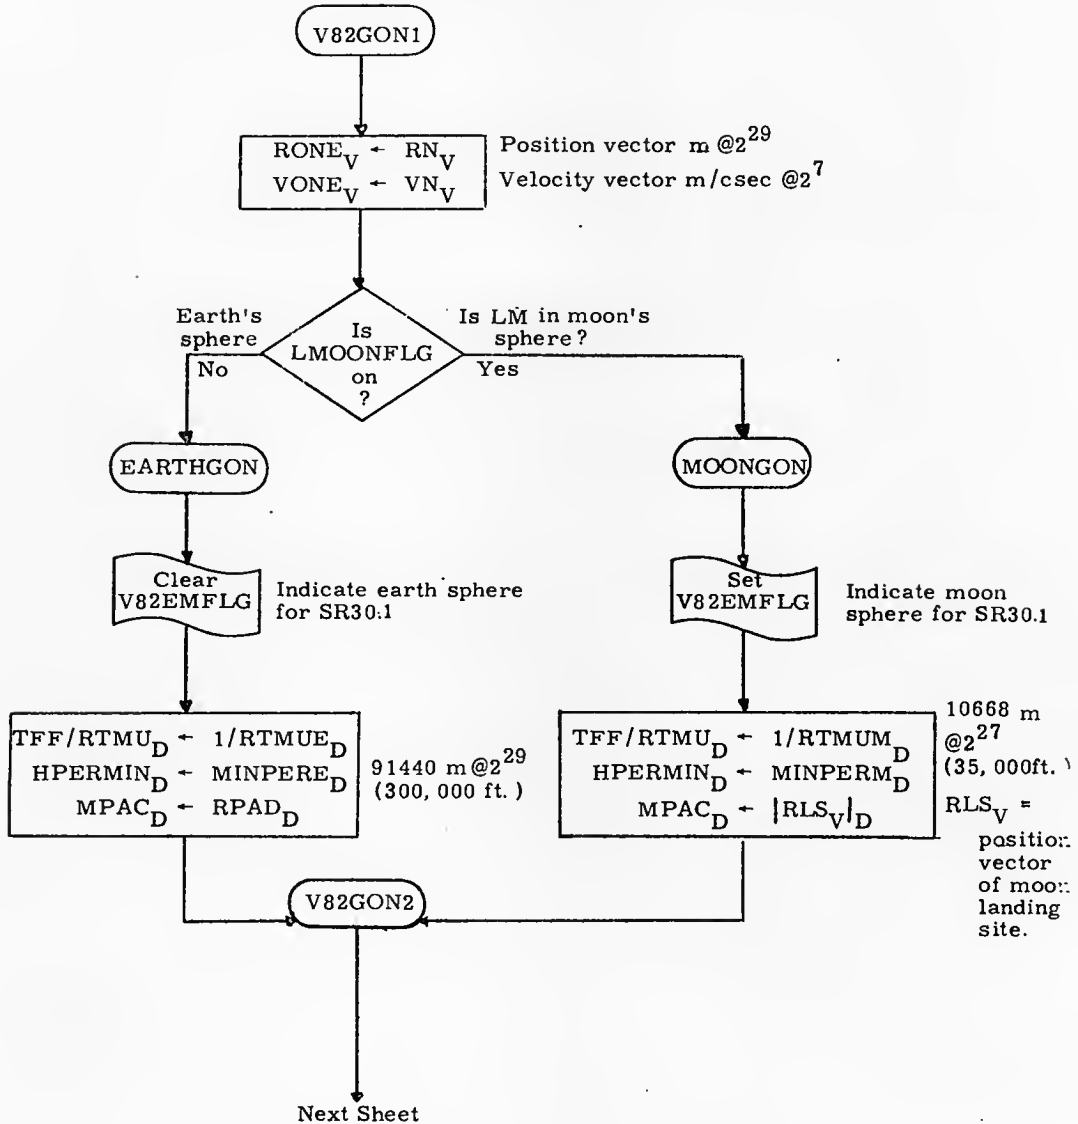 V82GON1
RONE_V ← RN_V
VONE_V ← VN_V
Position vector m @2^29
Velocity vector m/csec @2^7
Earth's
sphere
No
Is
LMOONFLG
on
?
Is LM in moon's
sphere?
Yes
EARTHGON
MOONGON
Clear
V82EMFLG
Indicate earth sphere
for SR30.1
Set
V82EMFLG
Indicate moon
sphere for SR30.1
TFF/RTMU_D ← 1/RTMUE_D
HPERMIN_D ← MINPERE_D
MPAC_D ← RPAD_D
91440 m @2^29
(300, 000 ft. )
TFF/RTMU_D ← 1/RTMUM_D
HPERMIN_D ← MINPERM_D
MPAC_D ← |RLS_V|_D
10668 m
@2^27
(35, 000ft. )
RLS_V =
position
vector
of moon
landing
site.
V82GON2
Next Sheet